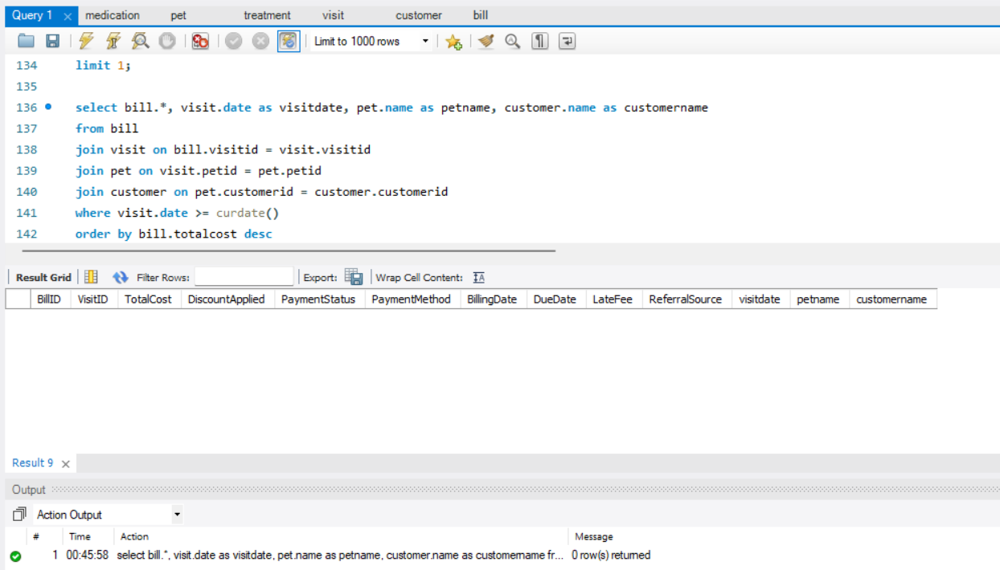 Query 1 medication pet treatment visit customer bill
Limit to 1000 rows
134 limit 1;
135
136 select bill.*, visit.date as visitdate, pet.name as petname, customer.name as customername
137 from bill
138 join visit on bill.visitid = visit.visitid
139 join pet on visit.petid = pet.petid
140 join customer on pet.customerid = customer.customerid
141 where visit.date >= curdate()
142 order by bill.totalcost desc
Result Grid Filter Rows: Export: Wrap Cell Content: IA
BillID VisitID TotalCost DiscountApplied PaymentStatus PaymentMethod BillingDate DueDate LateFee ReferralSource visitdate petname customername
Result 9
Output
Action Output
# Time Action Message
1 00:45:58 select bill.*, visit.date as visitdate, pet.name as petname, customer.name as customername fr... 0 row(s) returned